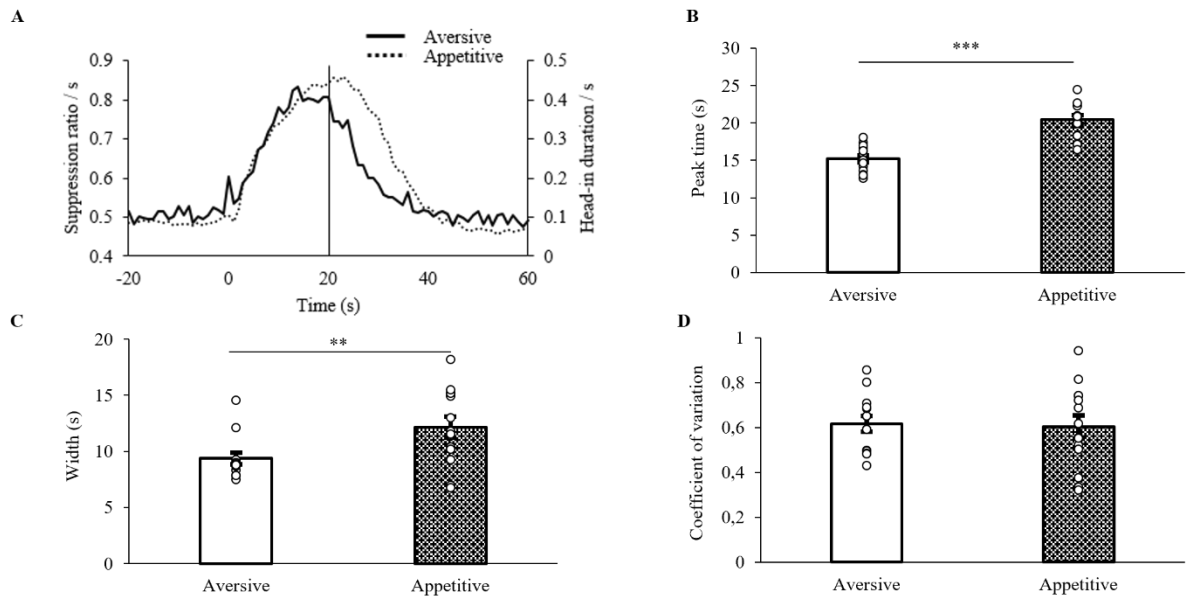 A
Aversive
Appetitive
Suppression ratio / s
0.9
0.8
0.7
0.6
0.5
0.4
0.5
0.4
0.3
0.2
0.1
0
Head-in duration / s
-20
0
20
40
60
Time (s)
B
***
Peak time (s)
30
25
20
15
10
5
0
Aversive
Appetitive
C
**
Width (s)
20
15
10
5
0
Aversive
Appetitive
D
Coefficient of variation
1
0,8
0,6
0,4
0,2
0
Aversive
Appetitive